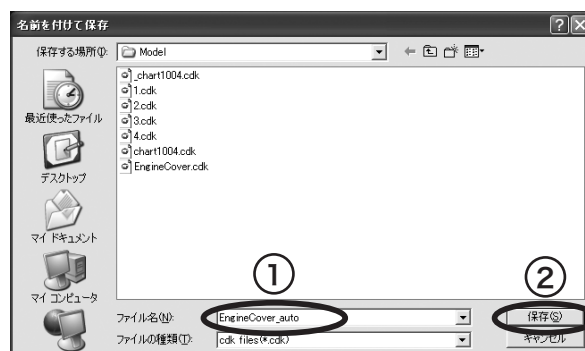 名前を付けて保存
保存する場所(I):
Model
最近使ったファイル
デスクトップ
マイ ドキュメント
マイ コンピュータ
_chart1004.cdk
1.cdk
2.cdk
3.cdk
4.cdk
chart1004.cdk
EngineCover.cdk
①
②
ファイル名(N):
EngineCover_auto
保存(S)
ファイルの種類(T):
cdk files(*.cdk)
キャンセル